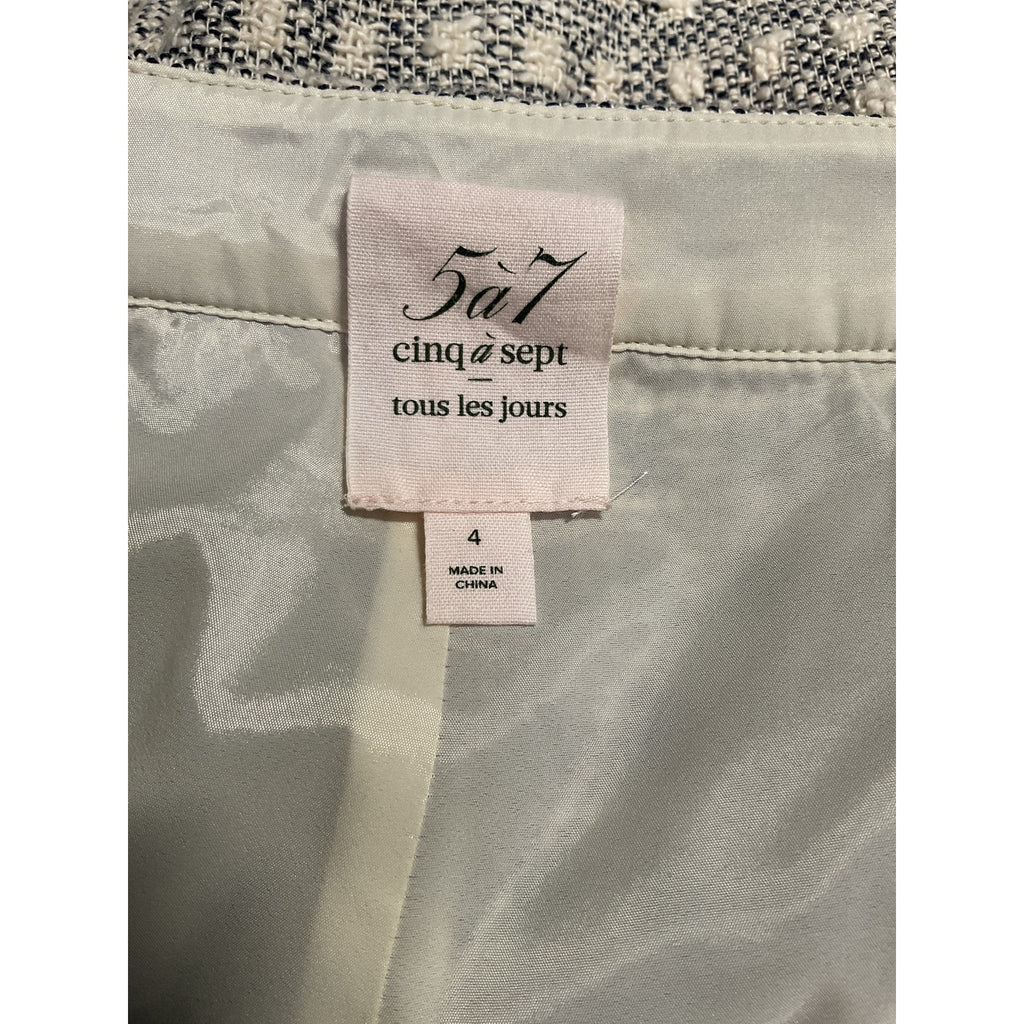 5à7
cinq à sept
tous les jours
4
MADE IN
CHINA